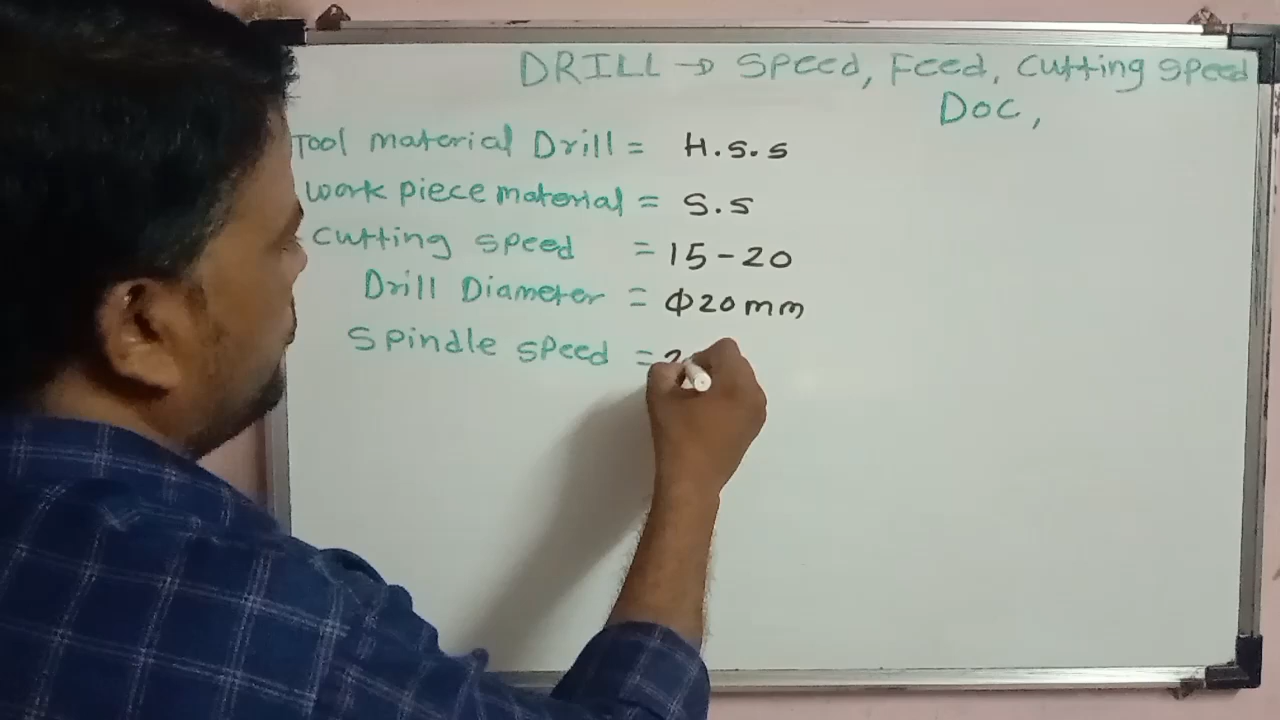 DRILL → SPEED, FEED, Cutting Speed
DOC,
Tool material Drill = H.S.S
Work piece material = S.S
Cutting speed = 15-20
Drill Diameter = Φ20mm
Spindle speed =